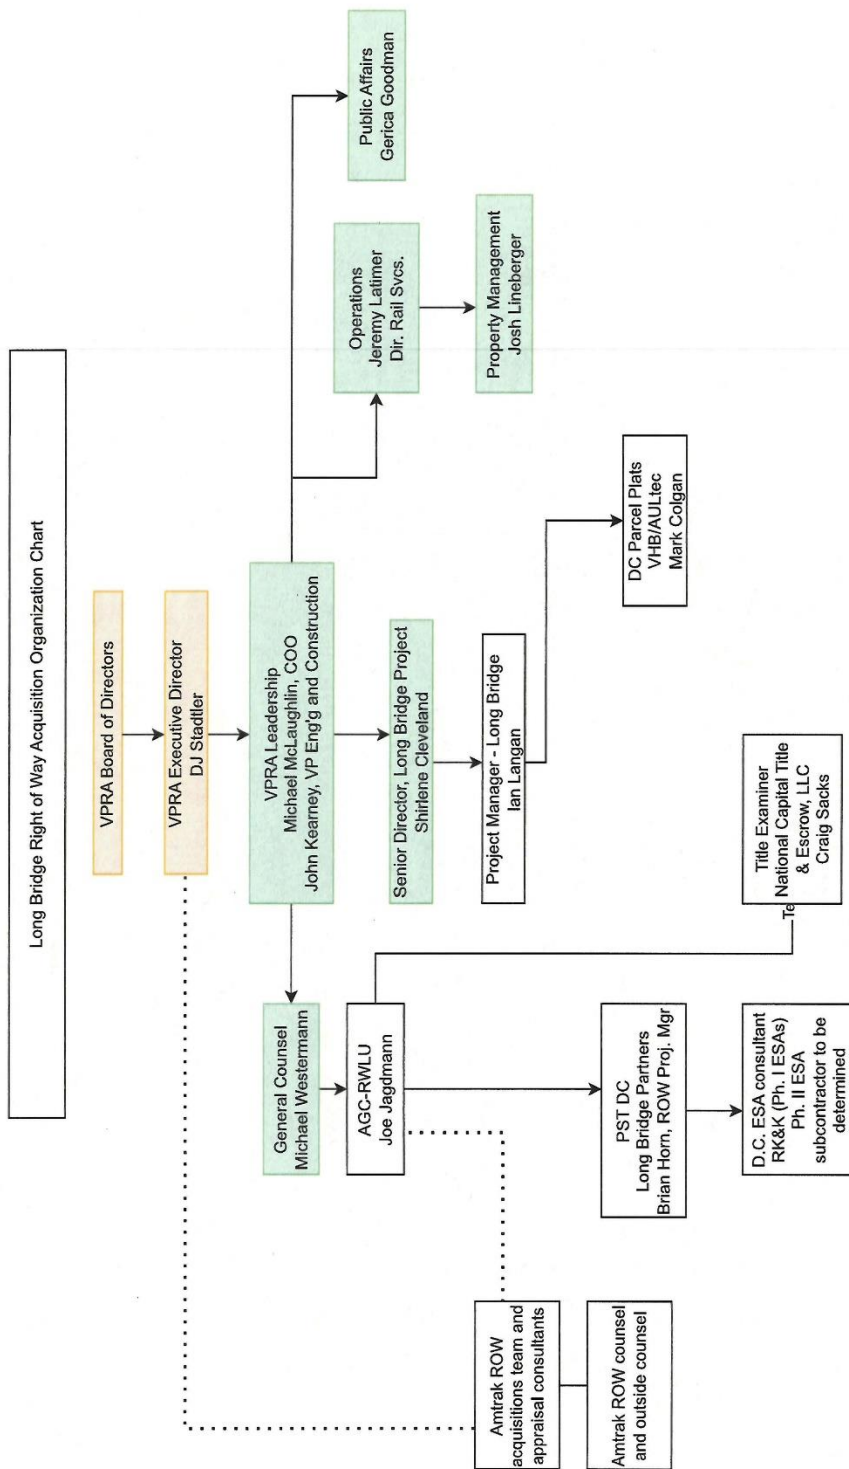 Long Bridge Right of Way Acquisition Organization Chart
VPRA Board of Directors
VPRA Executive Director
DJ Stadtler
VPRA Leadership
Michael McLaughlin, COO
John Kearney, VP Eng'g and Construction
General Counsel
Michael Westermann
AGC-RWLU
Joe Jagdmann
Senior Director, Long Bridge Project
Shirlene Cleveland
Project Manager - Long Bridge
Ian Langan
Operations
Jeremy Latimer
Dir. Rail Svcs.
Public Affairs
Gerica Goodman
Property Management
Josh Lineberger
Amtrak ROW
acquisitions team and
appraisal consultants
Amtrak ROW counsel
and outside counsel
PST DC
Long Bridge Partners
Brian Horn, ROW Proj. Mgr
D.C. ESA consultant
RK&K (Ph. I ESAs)
Ph. II ESA
subcontractor to be
determined
Te
Title Examiner
National Capital Title
& Escrow, LLC
Craig Sacks
DC Parcel Plats
VHB/AULtec
Mark Colgan